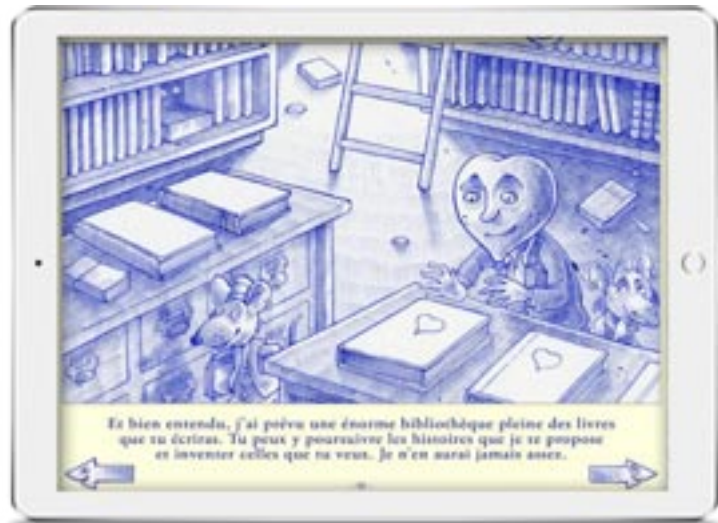 Et bien entendu, j'ai prévu une énorme bibliothèque pleine des livres
que tu écriras. Tu peux y poursuivre les histoires que je te propose
et inventer celles que tu veux. Je n'en aurai jamais assez.